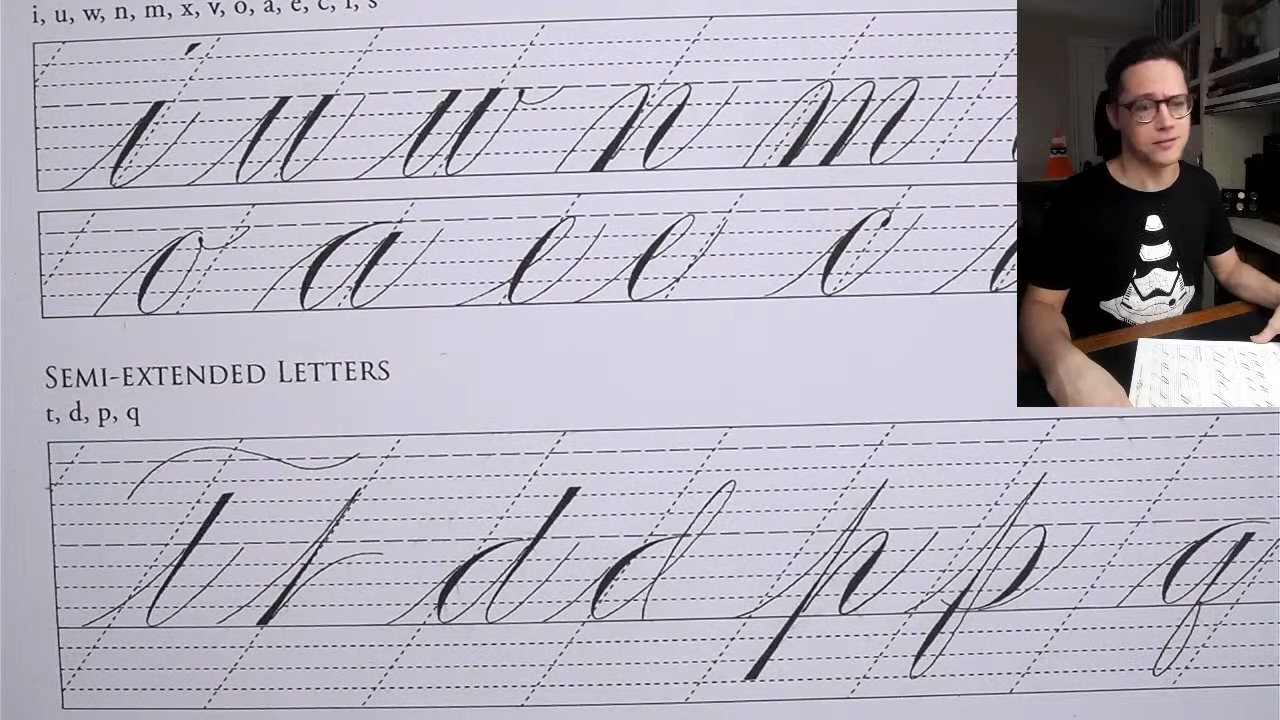 i, u, w, n, m, x, v, o, a, e, c, r, s
i u w n m
o a e e c
SEMI-EXTENDED LETTERS
t, d, p, q
t t d d p p q